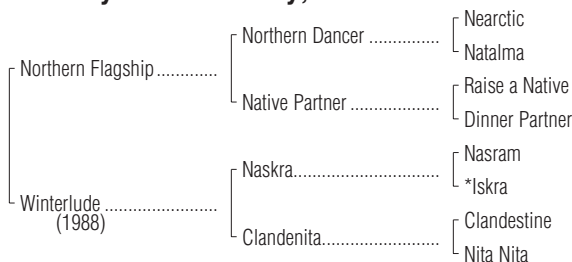 Nearctic
Northern Dancer ..............
Natalma
Northern Flagship ............
Raise a Native
Native Partner ....................
Dinner Partner
Nasram
Naskra.................................
*Iskra
Winterlude .........................
(1988)
Clandestine
Clandenita...........................
Nita Nita